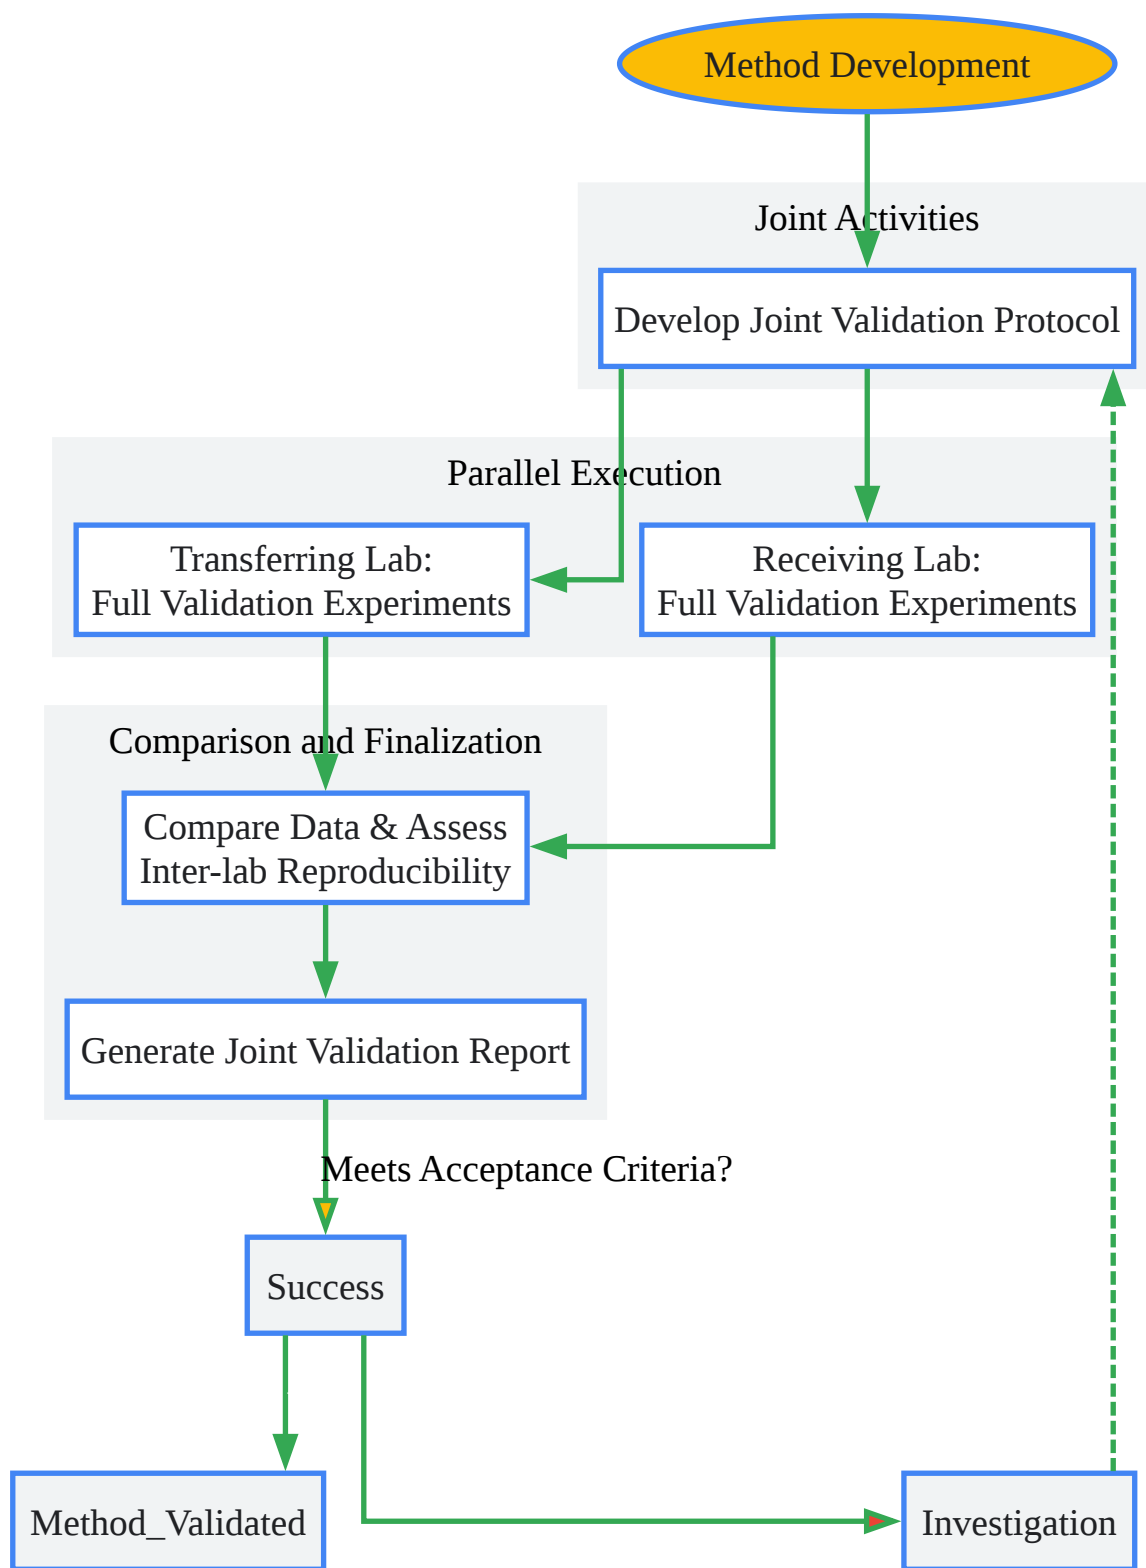 Method Development
Joint Activities
Develop Joint Validation Protocol
Parallel Execution
Transferring Lab:
Full Validation Experiments
Receiving Lab:
Full Validation Experiments
Comparison and Finalization
Compare Data & Assess
Inter-lab Reproducibility
Generate Joint Validation Report
Meets Acceptance Criteria?
Success
Method_Validated
Investigation